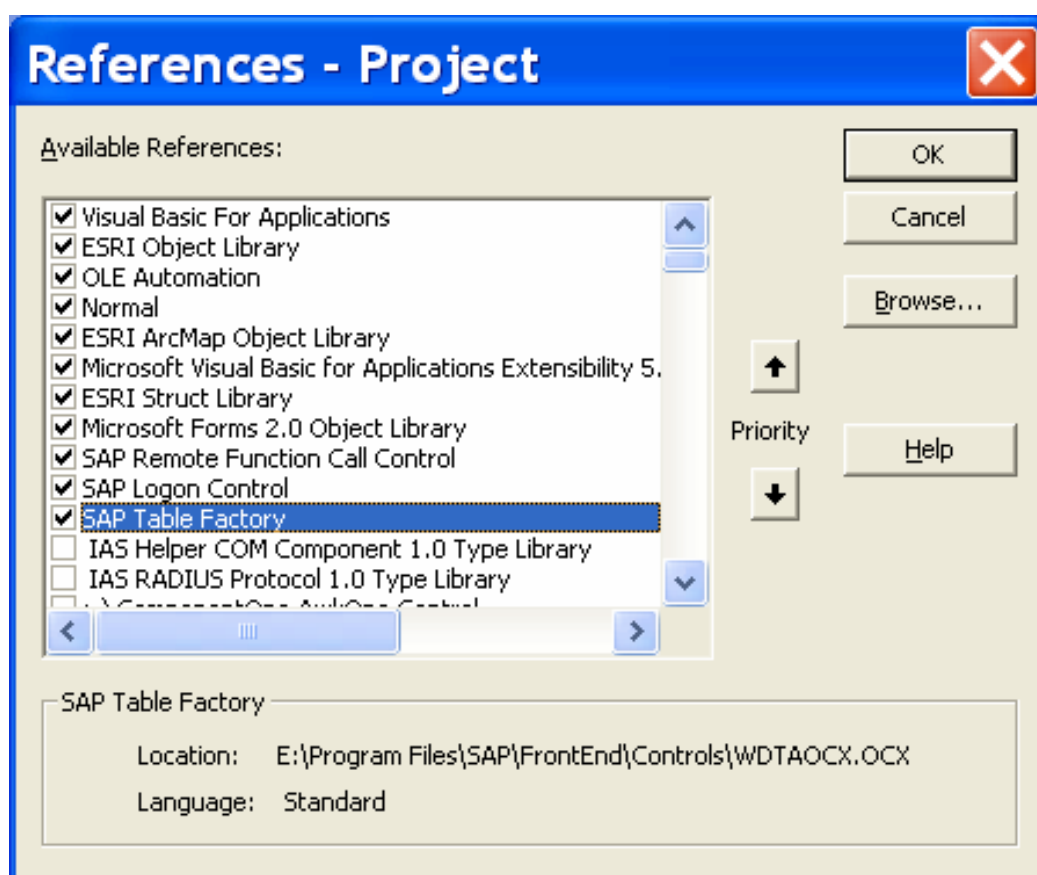 References - Project
Available References:
OK
Visual Basic For Applications
Cancel
ESRI Object Library
OLE Automation
Normal
Browse...
ESRI ArcMap Object Library
Microsoft Visual Basic for Applications Extensibility 5.
ESRI Struct Library
Microsoft Forms 2.0 Object Library
Priority
Help
SAP Remote Function Call Control
SAP Logon Control
SAP Table Factory
IAS Helper COM Component 1.0 Type Library
IAS RADIUS Protocol 1.0 Type Library
SAP Table Factory
Location: E:\Program Files\SAP\FrontEnd\Controls\WDTAOCX.OCX
Language: Standard